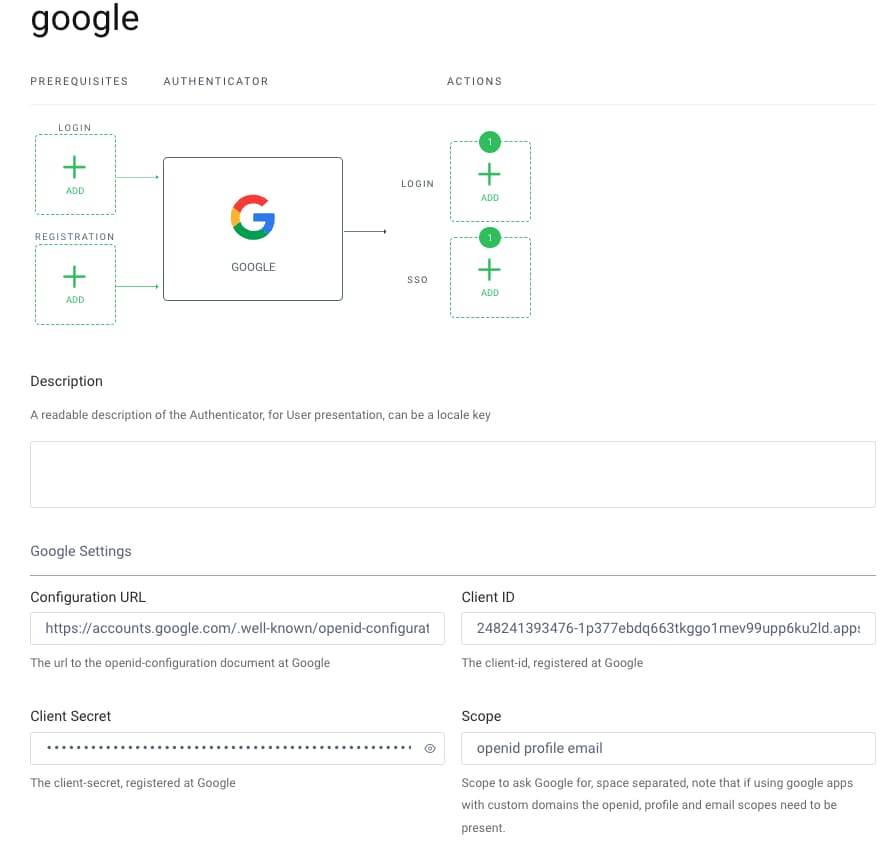 google
PREREQUISITES AUTHENTICATOR ACTIONS
LOGIN
ADD
REGISTRATION
ADD
GOOGLE
LOGIN
1
ADD
SSO
1
ADD
Description
A readable description of the Authenticator, for User presentation, can be a locale key
Google Settings
Configuration URL
https://accounts.google.com/.well-known/openid-configurat
The url to the openid-configuration document at Google
Client ID
248241393476-1p377ebdq663tkggo1mev99upp6ku2ld.apps
The client-id, registered at Google
Client Secret
••••••••••••••••••••••••••••••••••••••••••••••••••
The client-secret, registered at Google
Scope
openid profile email
Scope to ask Google for, space separated, note that if using google apps
with custom domains the openid, profile and email scopes need to be
present.